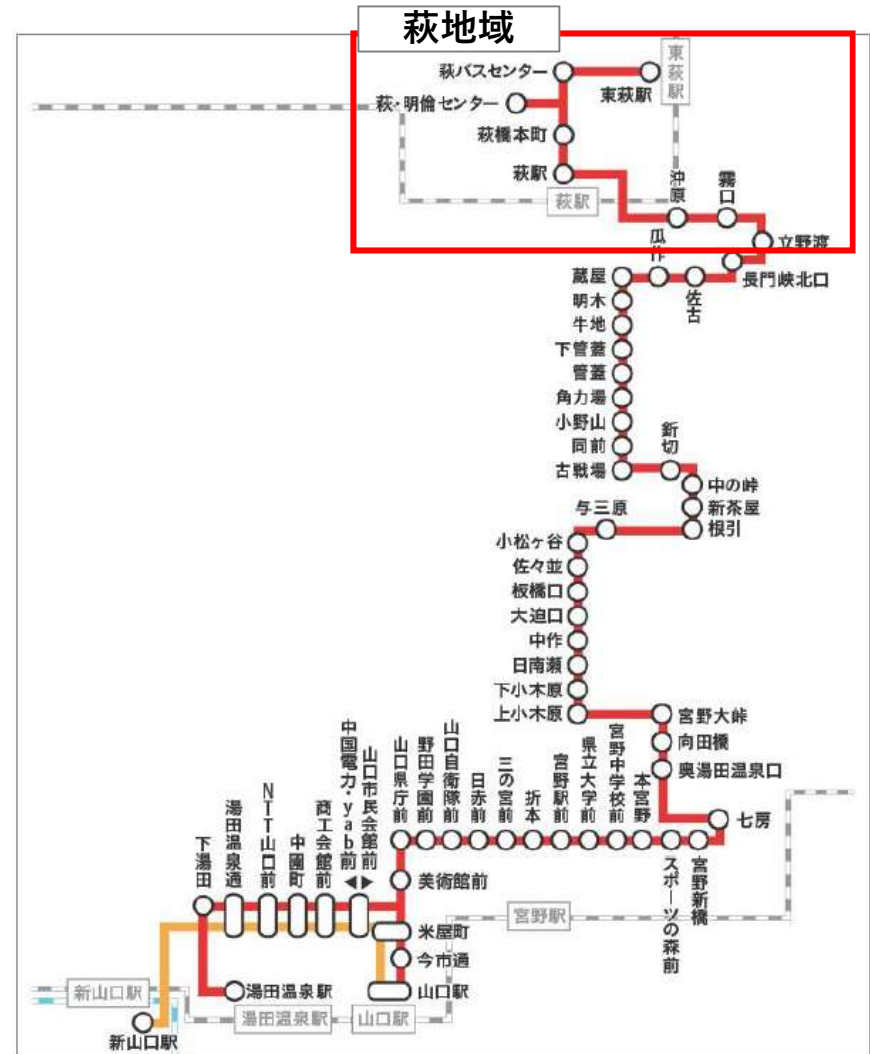 萩地域
萩バスセンター
東萩駅
東萩駅
萩・明倫センター
萩橋本町
萩駅
萩駅
沖原
霧口
立野渡
長門峡北口
佐古
瓜作
蔵屋
明木
牛地
下管蓋
管蓋
角力場
小野山
同前
古戦場
釿切
中の峠
新茶屋
根引
与三原
小松ヶ谷
佐々並
板橋口
大迫口
中作
日南瀬
下小木原
上小木原
宮野大峠
向田橋
奥湯田温泉口
七房
宮野新橋
スポーツの森前
本宮野
宮野中学校前
県立大学前
宮野駅前
折本
三の宮前
日赤前
山口自衛隊前
野田学園前
山口県庁前
美術館前
米屋町
今市通
山口駅
山口市民会館前
中国電力・yab前
商工会館前
中園町
NTT山口前
湯田温泉通
下湯田
湯田温泉駅
新山口駅
新山口駅
湯田温泉駅
山口駅
宮野駅